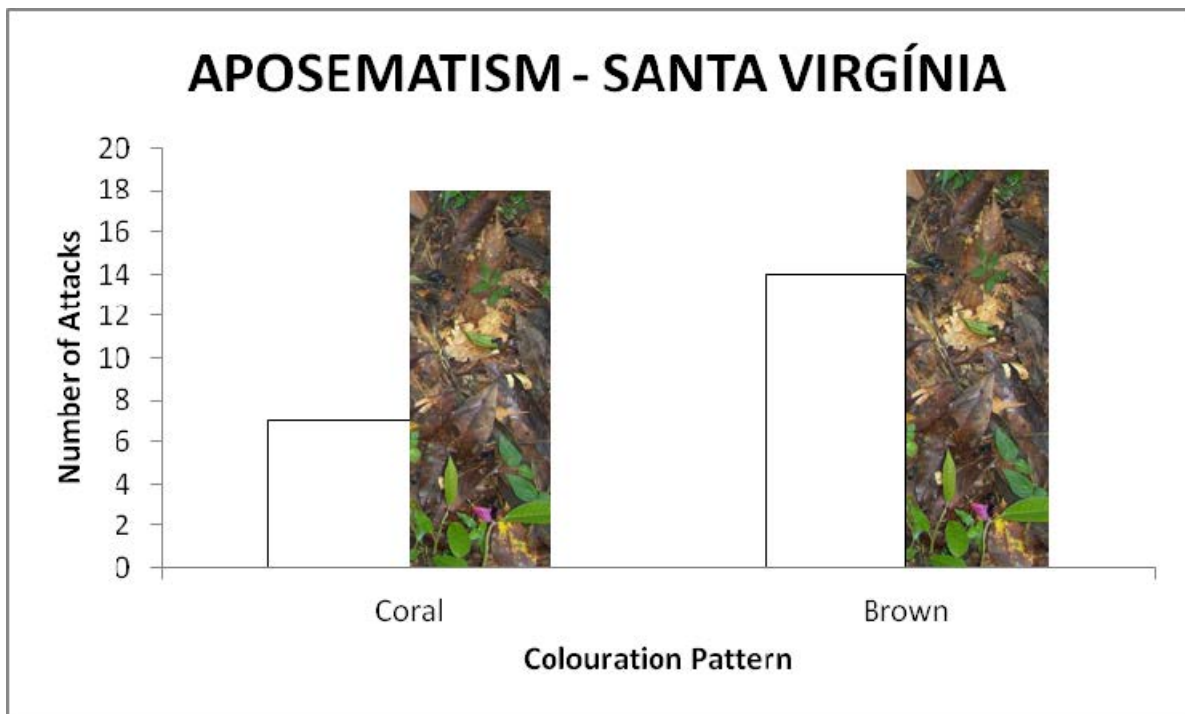 APOSEMATISM - SANTA VIRGÍNIA
Number of Attacks
20
18
16
14
12
10
8
6
4
2
0
Coral
Brown
Colouration Pattern